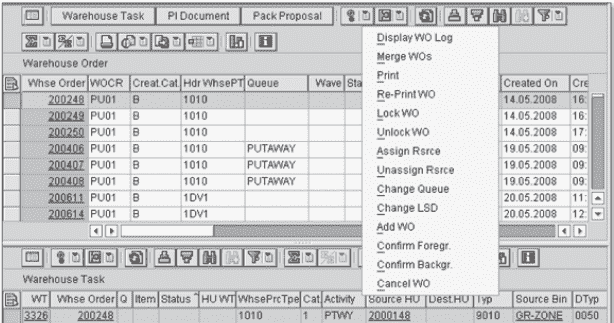 Warehouse Task PI Document Pack Proposal
Display WO Log
Merge WOs
Print
Re-Print WO
Lock WO
Unlock WO
Assign Rsrce
Unassign Rsrce
Change Queue
Change LSD
Add WO
Confirm Foregr.
Confirm Backgr.
Cancel WO
Warehouse Order
Whse Order WOCR Creat.Cat. Hdr WhsePT Queue Wave Sta Created On Cre
200248 PU01 B 1010 14.05.2008 16:
200249 PU01 B 1010 14.05.2008 16:
200250 PU01 B 1010 14.05.2008 17:
200406 PU01 B 1010 PUTAWAY 19.05.2008 09:
200407 PU01 B 1010 PUTAWAY 19.05.2008 09:
200408 PU01 B 1010 PUTAWAY 19.05.2008 09:
200611 PU01 B 1DV1 20.05.2008 11:
200614 PU01 B 1DV1 20.05.2008 12:
Warehouse Task
WT Whse Order Q Item Status HU WT WhsePrcTpe Cat. Activity Source HU Dest.HU Typ Source Bin DTyp
3326 200248 1010 1 PTWY 2000148 9010 GR-ZONE 0050